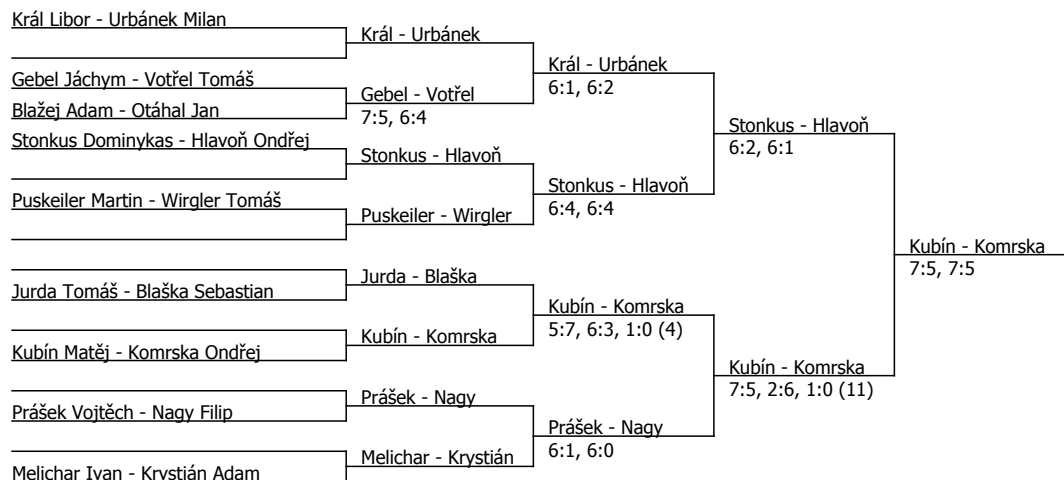 Král Libor - Urbánek Milan
Král - Urbánek
Král - Urbánek
6:1, 6:2
Gebel Jáchym - Votřel Tomáš
Gebel - Votřel
7:5, 6:4
Blažej Adam - Otáhal Jan
Stonkus - Hlavoň
6:2, 6:1
Stonkus Dominykas - Hlavoň Ondřej
Stonkus - Hlavoň
Stonkus - Hlavoň
6:4, 6:4
Puskeiler Martin - Wirgler Tomáš
Puskeiler - Wirgler
Kubín - Komrska
7:5, 7:5
Jurda - Blaška
Jurda Tomáš - Blaška Sebastian
Kubín - Komrska
5:7, 6:3, 1:0 (4)
Kubín - Komrska
Kubín Matěj - Komrska Ondřej
Kubín - Komrska
7:5, 2:6, 1:0 (11)
Prášek - Nagy
Prášek Vojtěch - Nagy Filip
Prášek - Nagy
6:1, 6:0
Melichar - Krystián
Melichar Ivan - Krystián Adam